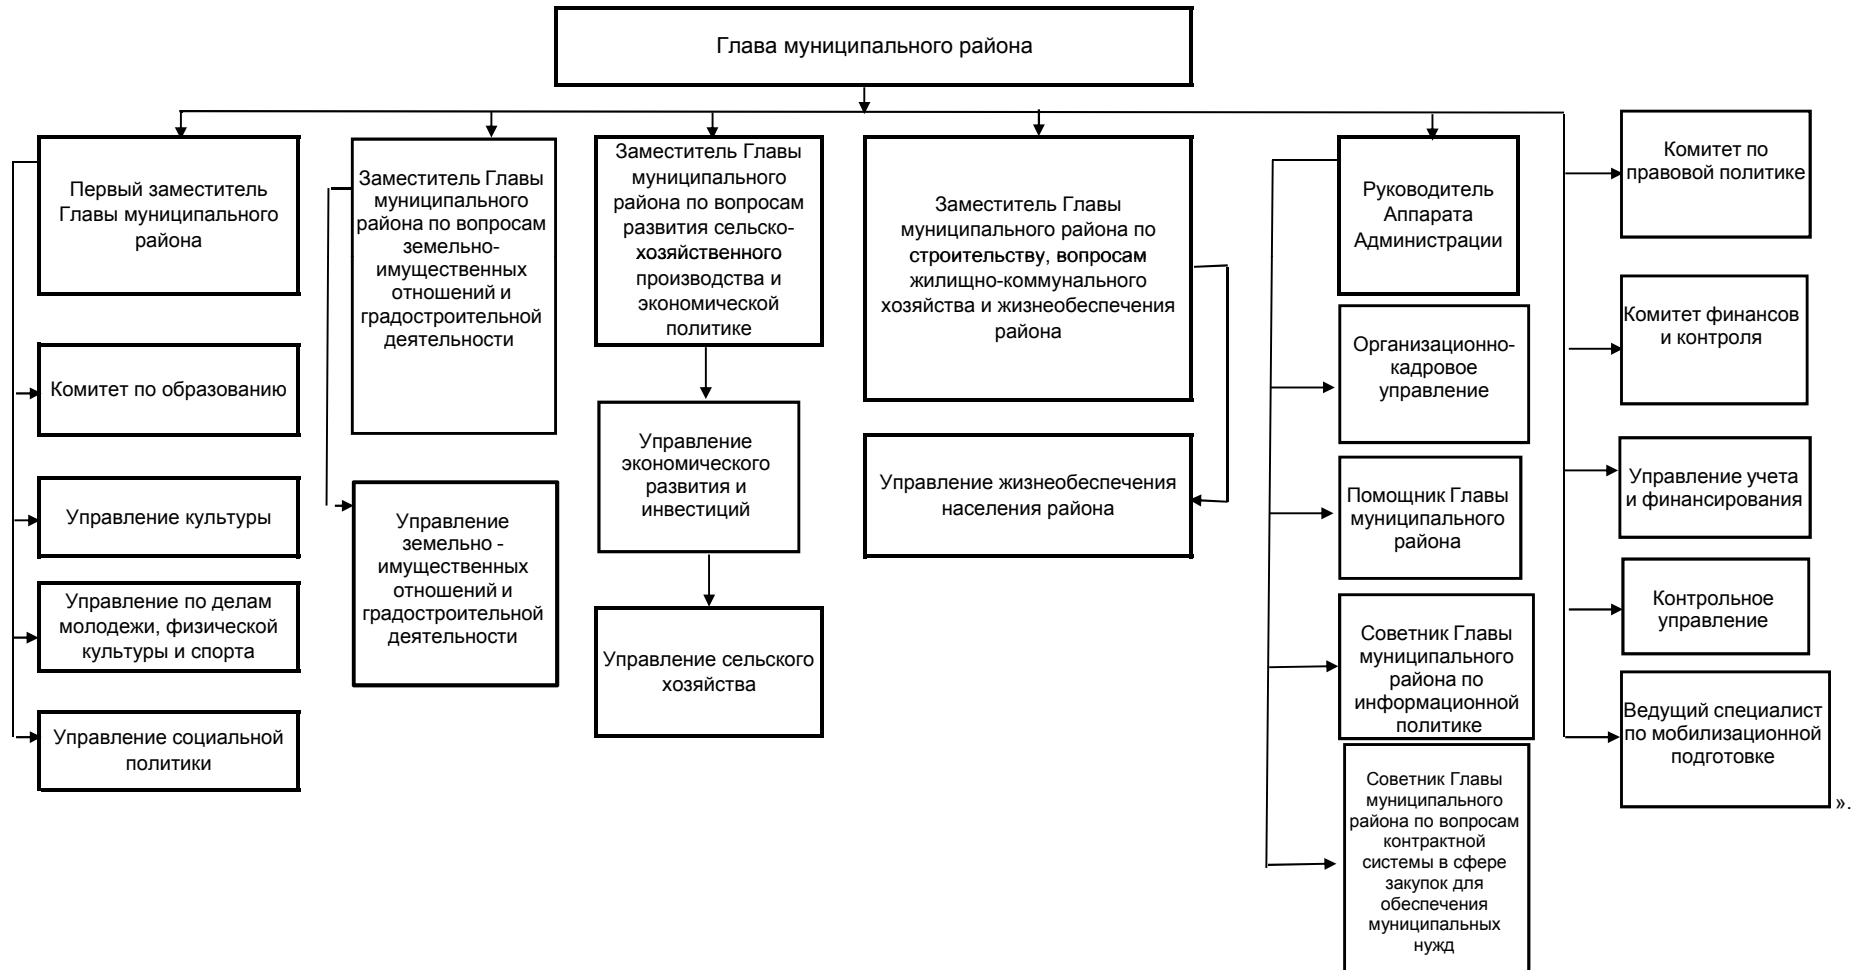 Глава муниципального района
Первый заместитель
Главы муниципального
района
Комитет по образованию
Управление культуры
Управление по делам
молодежи, физической
культуры и спорта
Управление социальной
политики
Заместитель Главы
муниципального
района по вопросам
земельно-
имущественных
отношений и
градостроительной
деятельности
Управление
земельно -
имущественных
отношений и
градостроительной
деятельности
Заместитель Главы
муниципального
района по вопросам
развития сельско-
хозяйственного
производства и
экономической
политике
Управление
экономического
развития и
инвестиций
Управление сельского
хозяйства
Заместитель Главы
муниципального района по
строительству, вопросам
жилищно-коммунального
хозяйства и жизнеобеспечения
района
Управление жизнеобеспечения
населения района
Руководитель
Аппарата
Администрации
Организационно-
кадровое
управление
Помощник Главы
муниципального
района
Советник Главы
муниципального
района по
информационной
политике
Советник Главы
муниципального
района по вопросам
контрактной
системы в сфере
закупок для
обеспечения
муниципальных
нужд
Комитет по
правовой политике
Комитет финансов
и контроля
Управление учета
и финансирования
Контрольное
управление
Ведущий специалист
по мобилизационной
подготовке
».